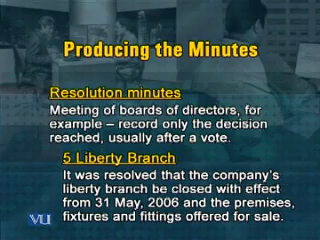 Producing the Minutes
Resolution minutes
Meeting of boards of directors, for
example – record only the decision
reached, usually after a vote.
5 Liberty Branch
It was resolved that the company's
liberty branch be closed with effect
from 31 May, 2006 and the premises,
fixtures and fittings offered for sale.
VU